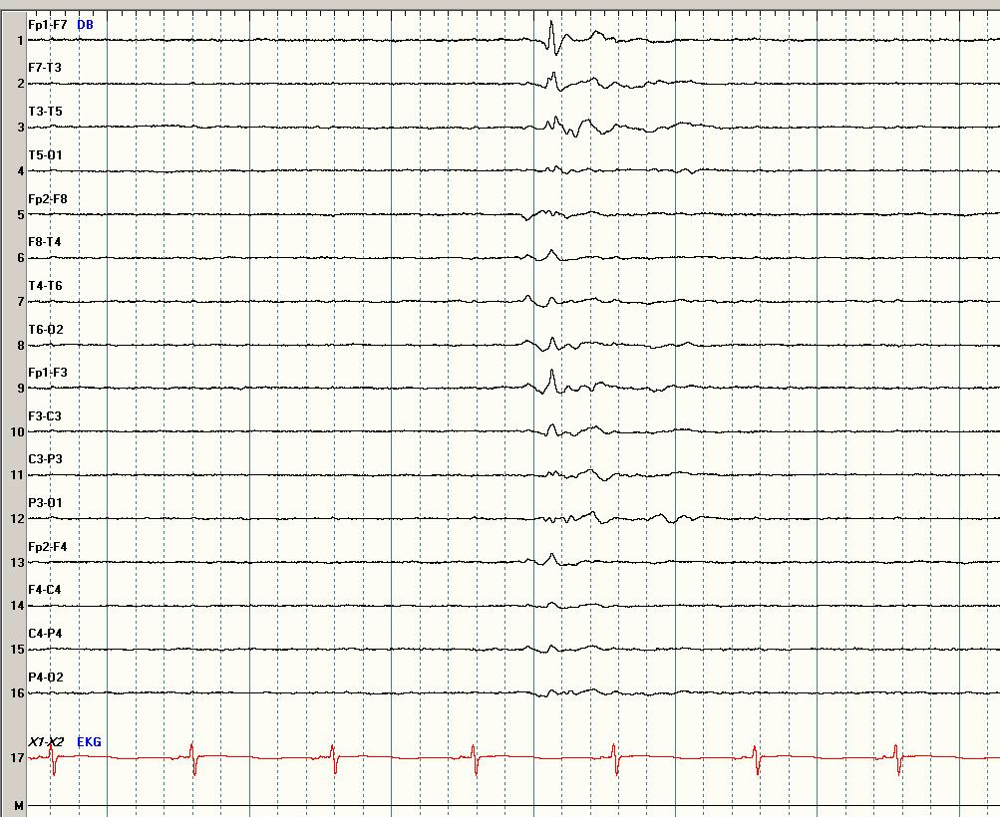 Fp1-F7 DB
1
F7-T3
2
T3-T5
3
T5-O1
4
Fp2-F8
5
F8-T4
6
T4-T6
7
T6-O2
8
Fp1-F3
9
F3-C3
10
C3-P3
11
P3-O1
12
Fp2-F4
13
F4-C4
14
C4-P4
15
P4-O2
16
X1-X2 EKG
17
M